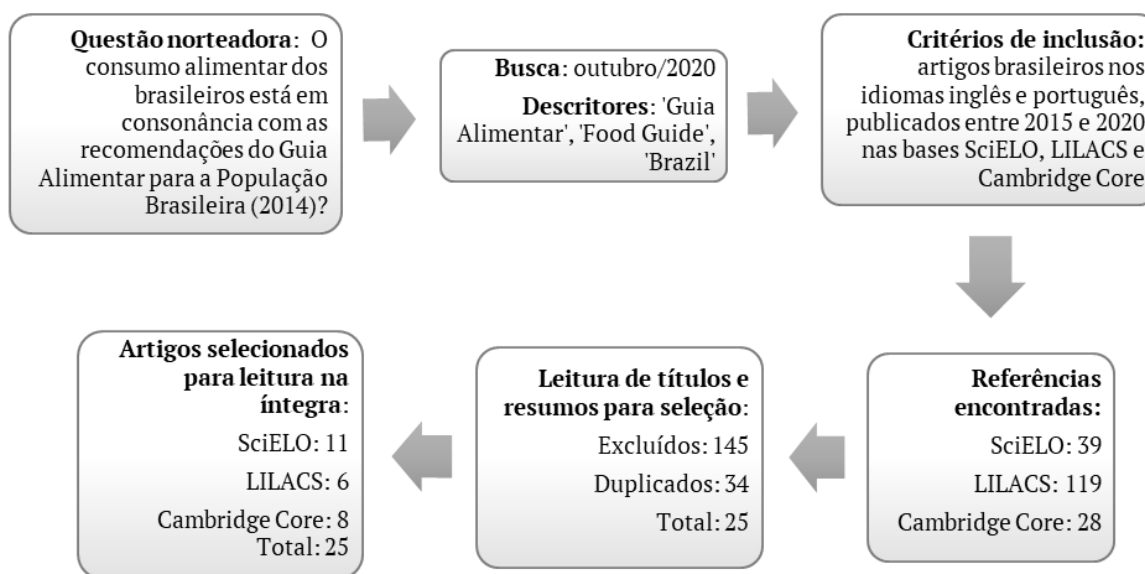 Questão norteadora: O
consumo alimentar dos
brasileiros está em
consonância com as
recomendações do Guia
Alimentar para a População
Brasileira (2014)?
Busca: outubro/2020
Descritores: 'Guia
Alimentar', 'Food Guide',
'Brazil'
Critérios de inclusão:
artigos brasileiros nos
idiomas inglês e português,
publicados entre 2015 e 2020
nas bases SciELO, LILACS e
Cambridge Core
Referências
encontradas:
SciELO: 39
LILACS: 119
Cambridge Core: 28
Leitura de títulos e
resumos para seleção:
Excluídos: 145
Duplicados: 34
Total: 25
Artigos selecionados
para leitura na
íntegra:
SciELO: 11
LILACS: 6
Cambridge Core: 8
Total: 25